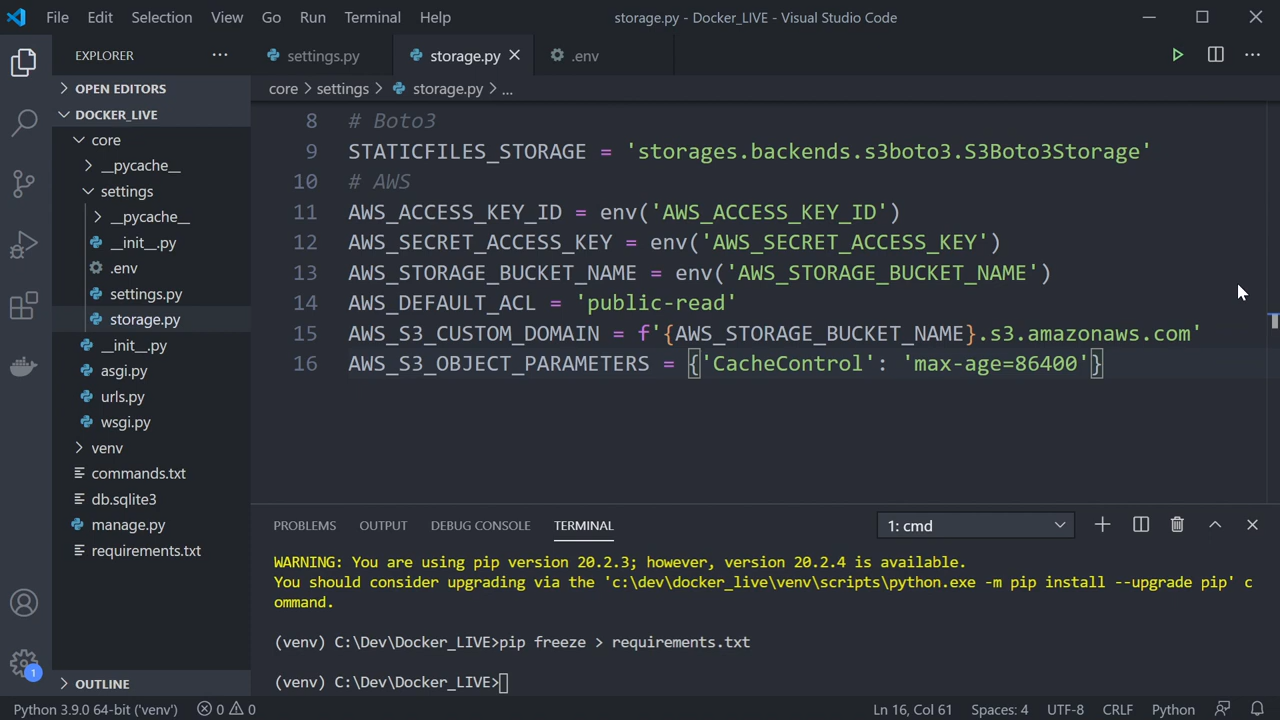 File Edit Selection View Go Run Terminal Help storage.py - Docker_LIVE - Visual Studio Code
EXPLORER
OPEN EDITORS
DOCKER_LIVE
core
__pycache__
settings
__pycache__
__init__.py
.env
settings.py
storage.py
__init__.py
asgi.py
urls.py
wsgi.py
venv
commands.txt
db.sqlite3
manage.py
requirements.txt
OUTLINE
settings.py storage.py .env
core > settings > storage.py > ...
8 # Boto3
9 STATICFILES_STORAGE = 'storages.backends.s3boto3.S3Boto3Storage'
10 # AWS
11 AWS_ACCESS_KEY_ID = env('AWS_ACCESS_KEY_ID')
12 AWS_SECRET_ACCESS_KEY = env('AWS_SECRET_ACCESS_KEY')
13 AWS_STORAGE_BUCKET_NAME = env('AWS_STORAGE_BUCKET_NAME')
14 AWS_DEFAULT_ACL = 'public-read'
15 AWS_S3_CUSTOM_DOMAIN = f'{AWS_STORAGE_BUCKET_NAME}.s3.amazonaws.com'
16 AWS_S3_OBJECT_PARAMETERS = {'CacheControl': 'max-age=86400'}
PROBLEMS OUTPUT DEBUG CONSOLE TERMINAL 1: cmd
WARNING: You are using pip version 20.2.3; however, version 20.2.4 is available.
You should consider upgrading via the 'c:\dev\docker_live\venv\scripts\python.exe -m pip install --upgrade pip' c
ommand.
(venv) C:\Dev\Docker_LIVE>pip freeze > requirements.txt
(venv) C:\Dev\Docker_LIVE>
1
Python 3.9.0 64-bit ('venv') 0 0 Ln 16, Col 61 Spaces: 4 UTF-8 CRLF Python